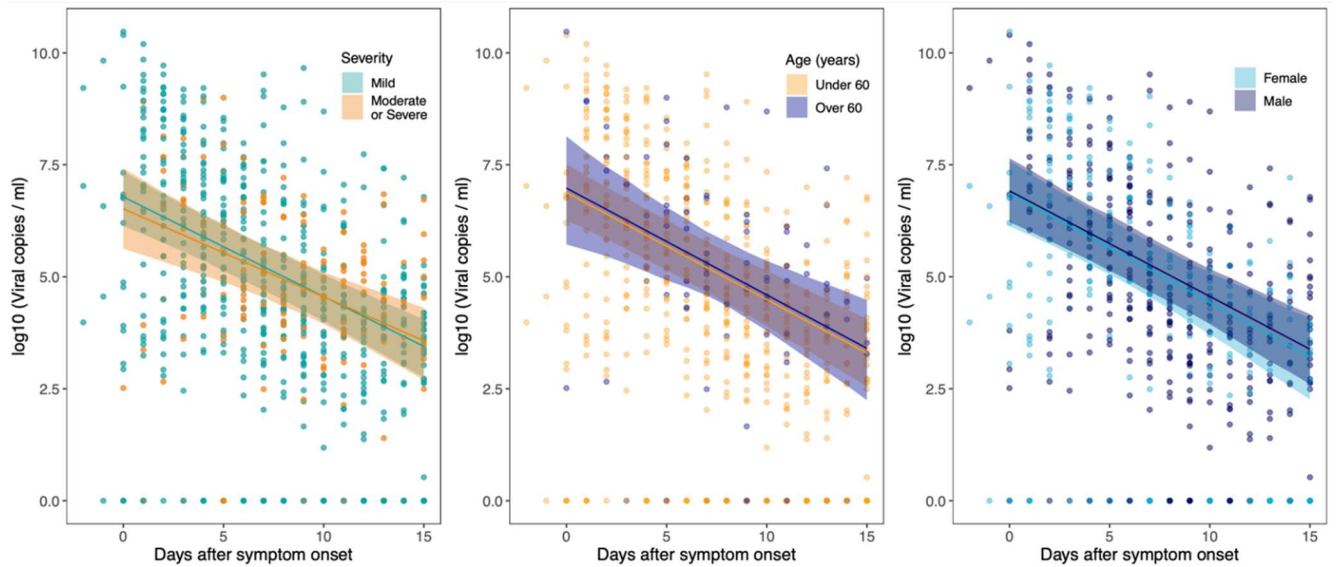 log10 (Viral copies / ml)
10.0
7.5
5.0
2.5
0.0
Severity
Mild
Moderate
or Severe
0
5
10
15
Days after symptom onset
log10 (Viral copies / ml)
10.0
7.5
5.0
2.5
0.0
Age (years)
Under 60
Over 60
0
5
10
15
Days after symptom onset
log10 (Viral copies / ml)
10.0
7.5
5.0
2.5
0.0
Female
Male
0
5
10
15
Days after symptom onset